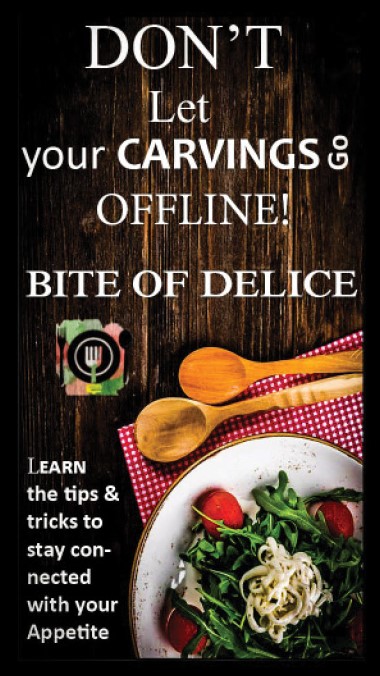 DON'T
Let
your CARVINGS Go
OFFLINE!
BITE OF DELICE
LEARN
the tips &
tricks to
stay con-
nected
with your
Appetite